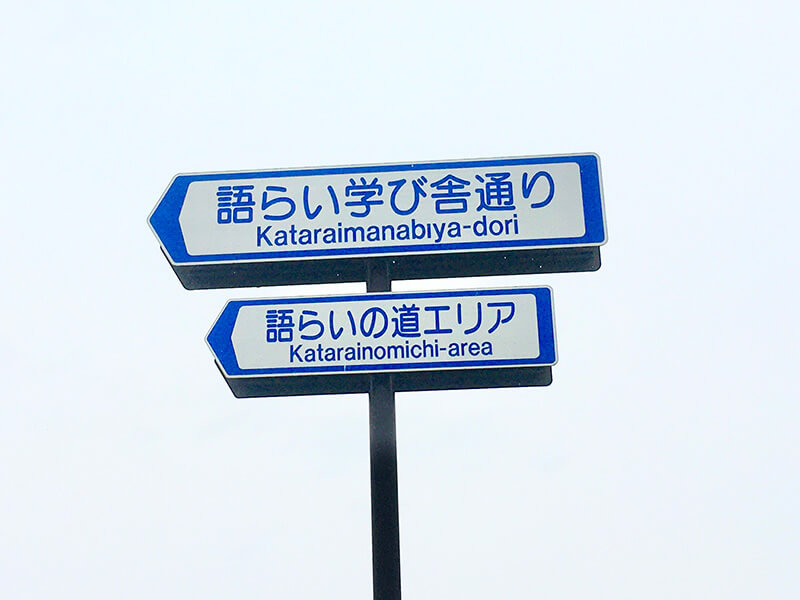 語らい学び舎通り
Kataraimanabiya-dori
語らいの道エリア
Katarainomichi-area